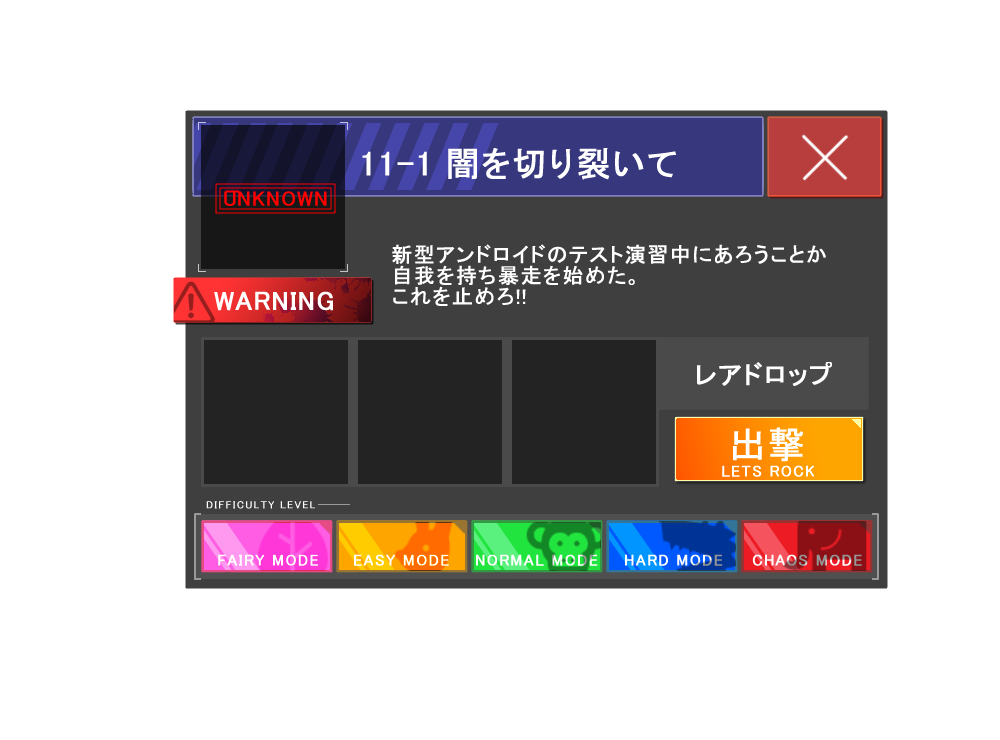 11-1 闇を切り裂いて
UNKNOWN
WARNING
新型アンドロイドのテスト演習中にあろうことか
自我を持ち暴走を始めた。
これを止めろ!!
レアドロップ
出撃
LETS ROCK
DIFFICULTY LEVEL
FAIRY MODE
EASY MODE
NORMAL MODE
HARD MODE
CHAOS MODE